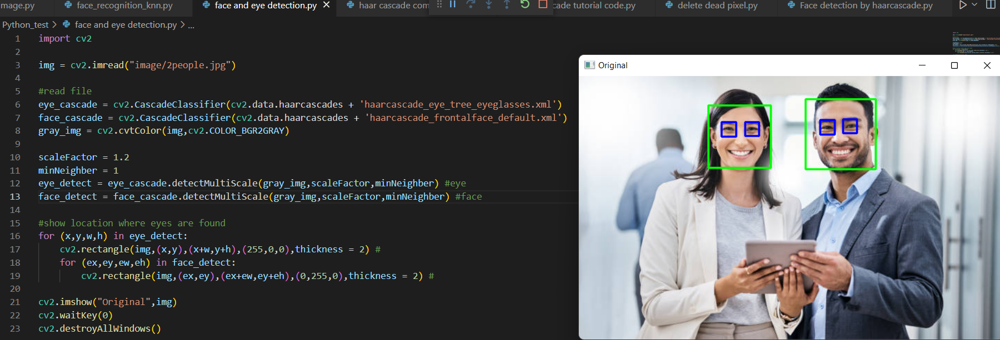 mage.py face_recognition_knn.py face and eye detection.py haar cascade com cade tutorial code.py delete dead pixel.py Face detection by haarcascade.py
Python_test > face and eye detection.py > ...
1 import cv2
2
3 img = cv2.imread("image/2people.jpg")
4
5 #read file
6 eye_cascade = cv2.CascadeClassifier(cv2.data.haarcascades + 'haarcascade_eye_tree_eyeglasses.xml')
7 face_cascade = cv2.CascadeClassifier(cv2.data.haarcascades + 'haarcascade_frontalface_default.xml')
8 gray_img = cv2.cvtColor(img,cv2.COLOR_BGR2GRAY)
9
10 scaleFactor = 1.2
11 minNeighber = 1
12 eye_detect = eye_cascade.detectMultiScale(gray_img,scaleFactor,minNeighber) #eye
13 face_detect = face_cascade.detectMultiScale(gray_img,scaleFactor,minNeighber) #face
14
15 #show location where eyes are found
16 for (x,y,w,h) in eye_detect:
17 cv2.rectangle(img,(x,y),(x+w,y+h),(255,0,0),thickness = 2) #
18 for (ex,ey,ew,eh) in face_detect:
19 cv2.rectangle(img,(ex,ey),(ex+ew,ey+eh),(0,255,0),thickness = 2) #
20
21 cv2.imshow("Original",img)
22 cv2.waitKey(0)
23 cv2.destroyAllWindows()
Original